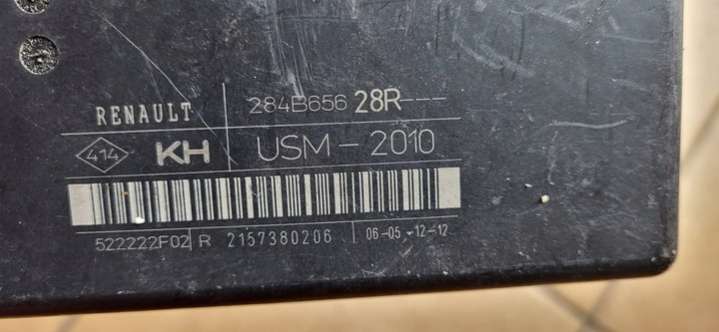 RENAULT 284B656 28R---
414 KH USM-2010
522222F02 R 2157380206 06-05-12-12